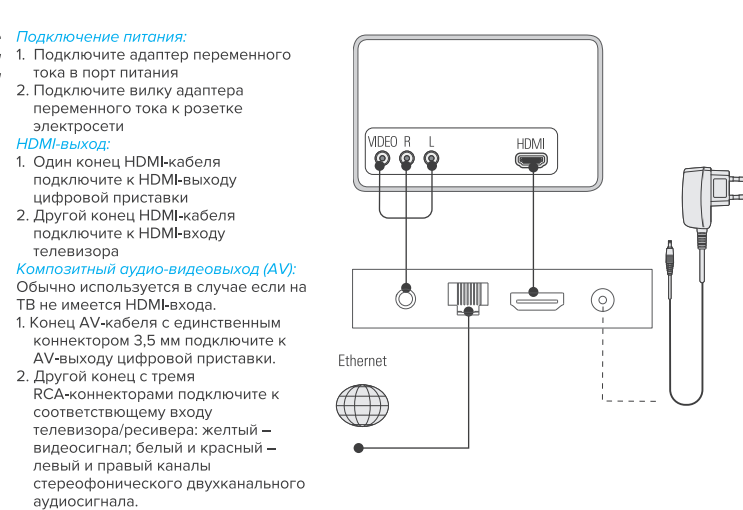 Подключение питания:
1. Подключите адаптер переменного
тока в порт питания
2. Подключите вилку адаптера
переменного тока к розетке
электросети
HDMI-выход:
1. Один конец HDMI-кабеля
подключите к HDMI-выходу
цифровой приставки
2. Другой конец HDMI-кабеля
подключите к HDMI-входу
телевизора
Композитный аудио-видеовыход (AV):
Обычно используется в случае если на
ТВ не имеется HDMI-входа.
1. Конец AV-кабеля с единственным
коннектором 3,5 мм подключите к
AV-выходу цифровой приставки.
2. Другой конец с тремя
RCA-коннекторами подключите к
соответствющему входу
телевизора/ресивера: желтый –
видеосигнал; белый и красный –
левый и правый каналы
стереофонического двухканального
аудиосигнала.
VIDEO R L HDMI
Ethernet